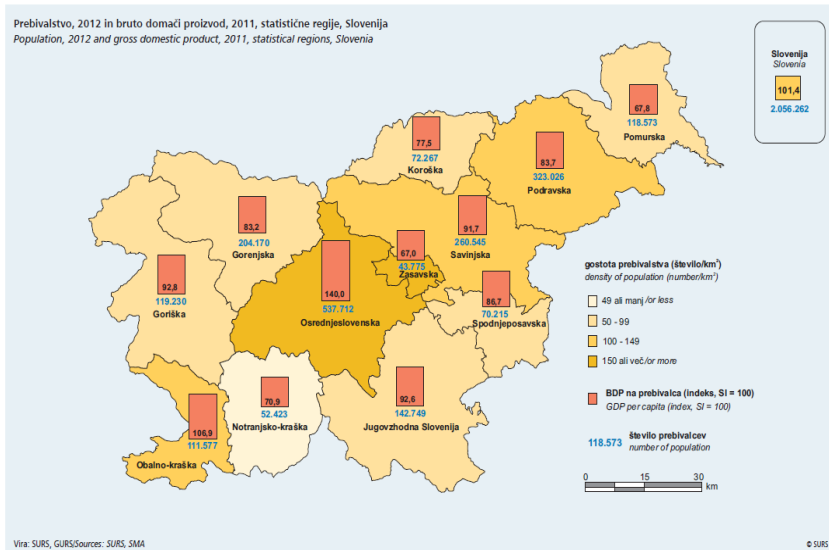 Prebivalstvo, 2012 in bruto domači proizvod, 2011, statistične regije, Slovenija
Population, 2012 and gross domestic product, 2011, statistical regions, Slovenia
Slovenija
Slovenia
101,4
2.056.262
67,8
118.573
Pomurska
77,5
72.267
Koroška
83,7
323.026
Podravska
83,2
204.170
Gorenjska
91,7
260.545
Savinjska
67,0
43.775
Zasavska
92,8
119.230
Goriška
140,0
537.712
Osrednjeslovenska
86,7
70.215
Spodnjeposavska
70,9
52.423
Notranjsko-kraška
92,6
142.749
Jugovzhodna Slovenija
106,9
111.577
Obalno-kraška
gostota prebivalstva (število/km²)
density of population (number/km²)
49 ali manj /or less
50 - 99
100 - 149
150 ali več/or more
BDP na prebivalca (indeks, SI = 100)
GDP per capita (index, SI = 100)
118.573 število prebivalcev
number of population
0 15 30
km
Vira: SURS, GURS/Sources: SURS, SMA
© SURS